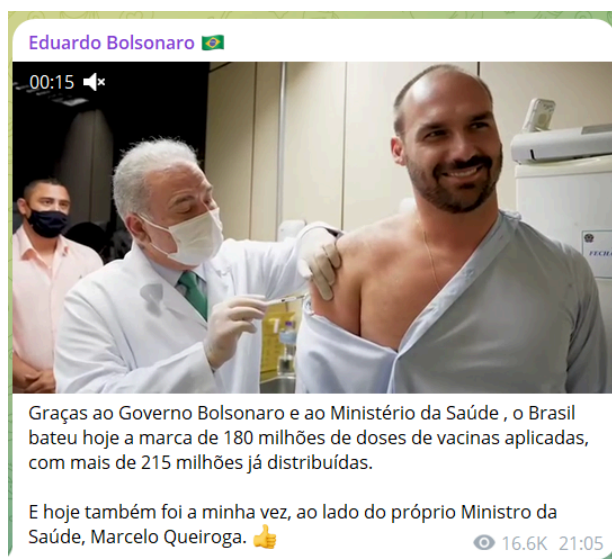 Eduardo Bolsonaro 🇧🇷
00:15
FECHA
Graças ao Governo Bolsonaro e ao Ministério da Saúde , o Brasil
bateu hoje a marca de 180 milhões de doses de vacinas aplicadas,
com mais de 215 milhões já distribuídas.
E hoje também foi a minha vez, ao lado do próprio Ministro da
Saúde, Marcelo Queiroga. 👍
16.6K 21:05